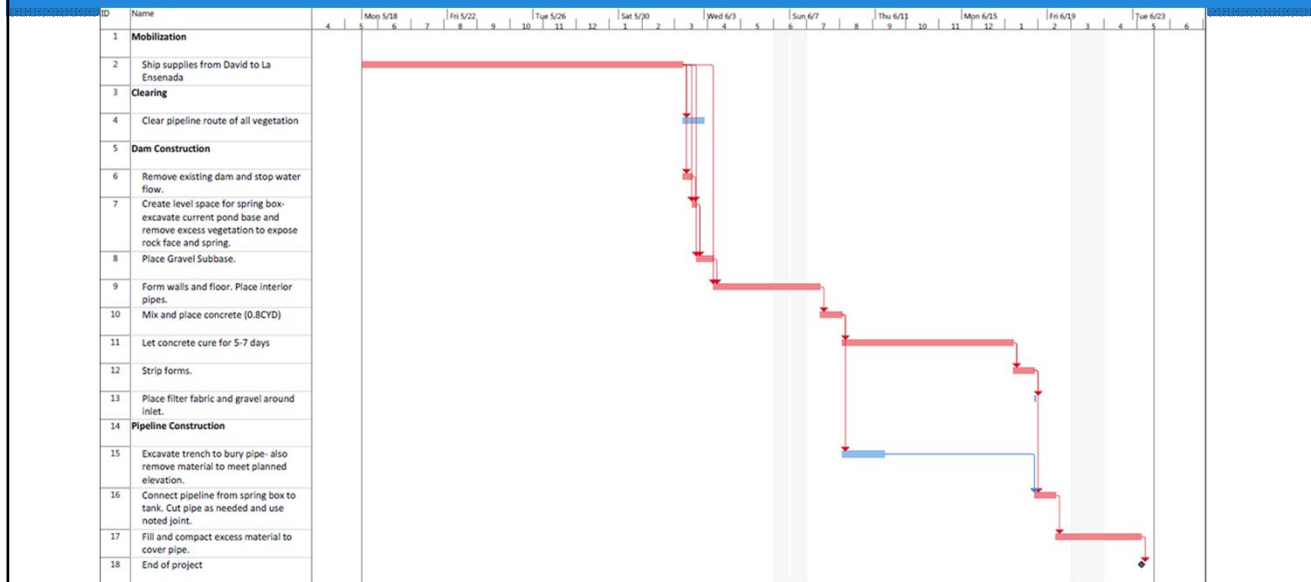 ID Name
Mon 5/18 Fri 5/22 Tue 5/26 Sat 5/30 Wed 6/3 Sun 6/7 Thu 6/11 Mon 6/15 Fri 6/19 Tue 6/23
4 5 6 7 8 9 10 11 12 1 2 3 4 5 6 7 8 9 10 11 12 1 2 3 4 5 6
1 Mobilization
2 Ship supplies from David to La
Ensenada
3 Clearing
4 Clear pipeline route of all vegetation
5 Dam Construction
6 Remove existing dam and stop water
flow.
7 Create level space for spring box-
excavate current pond base and
remove excess vegetation to expose
rock face and spring.
8 Place Gravel Subbase.
9 Form walls and floor. Place interior
pipes.
10 Mix and place concrete (0.8CYD)
11 Let concrete cure for 5-7 days
12 Strip forms.
13 Place filter fabric and gravel around
inlet.
14 Pipeline Construction
15 Excavate trench to bury pipe- also
remove material to meet planned
elevation.
16 Connect pipeline from spring box to
tank. Cut pipe as needed and use
noted joint.
17 Fill and compact excess material to
cover pipe.
18 End of project